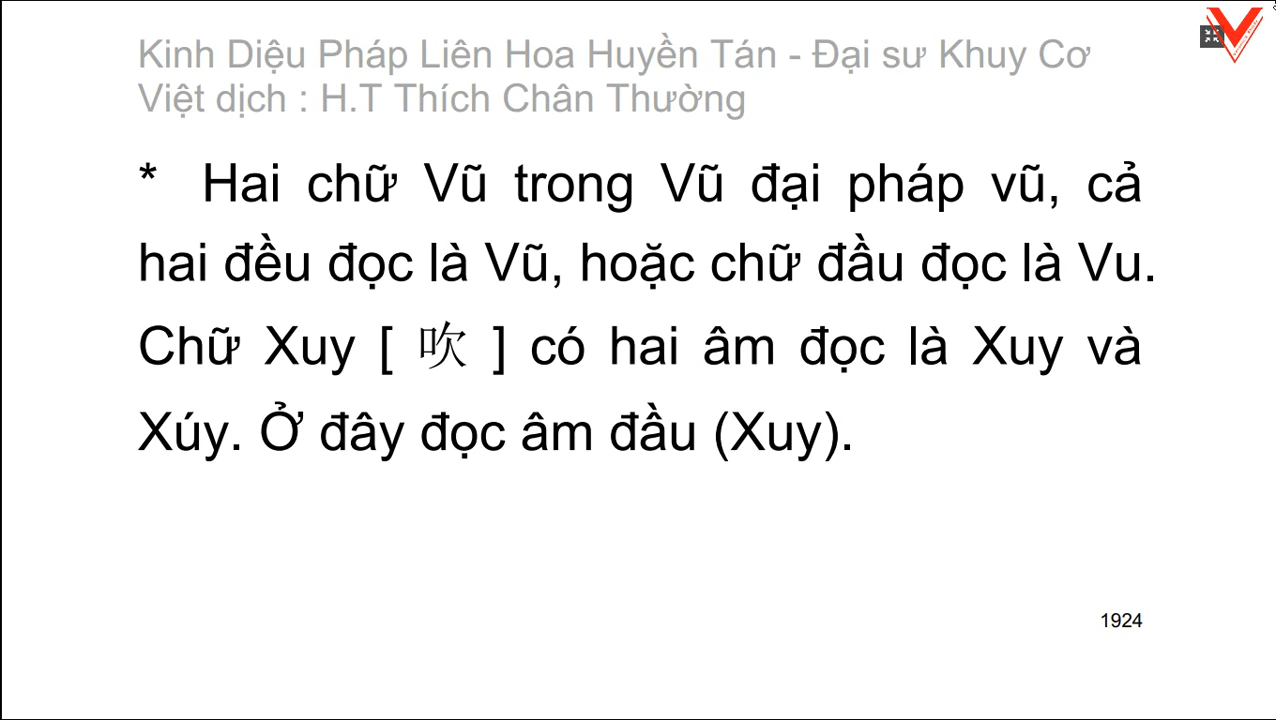 Kinh Diệu Pháp Liên Hoa Huyền Tán - Đại sư Khuy Cơ
Việt dịch : H.T Thích Chân Thường
* Hai chữ Vũ trong Vũ đại pháp vũ, cả
hai đều đọc là Vũ, hoặc chữ đầu đọc là Vu.
Chữ Xuy [ 吹 ] có hai âm đọc là Xuy và
Xúy. Ở đây đọc âm đầu (Xuy).
1924